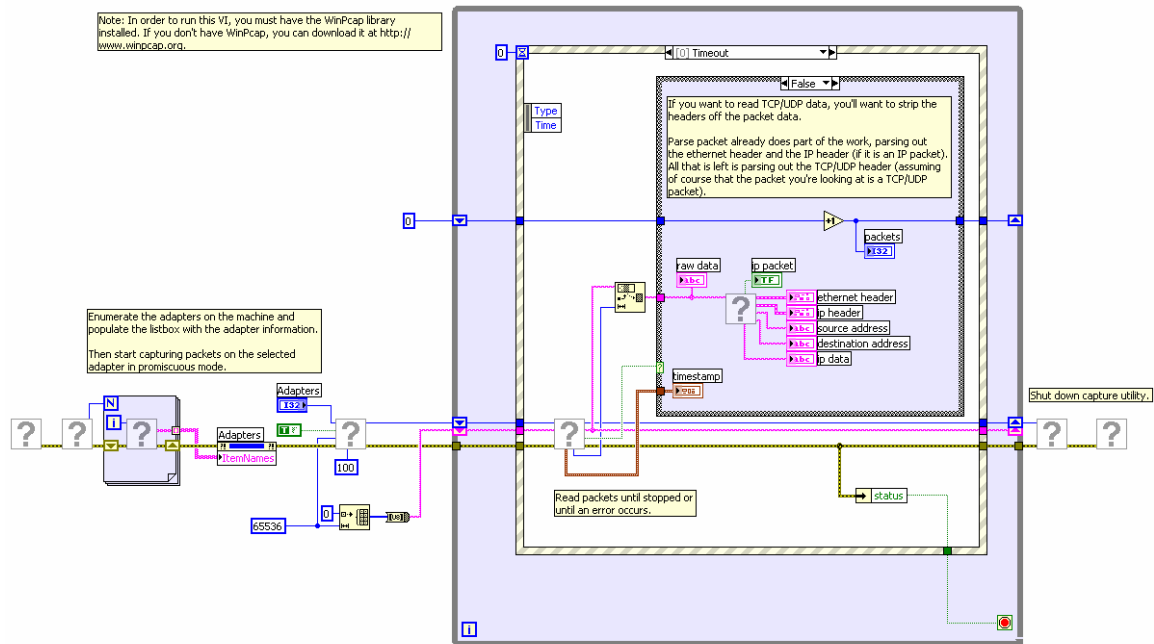 Note: In order to run this VI, you must have the WinPcap library
installed. If you don't have WinPcap, you can download it at http://
www.winpcap.org.
0
[0] Timeout
Type
Time
False
If you want to read TCP/UDP data, you'll want to strip the
headers off the packet data.
Parse packet already does part of the work, parsing out
the ethernet header and the IP header (if it is an IP packet).
All that is left is parsing out the TCP/UDP header (assuming
of course that the packet you're looking at is a TCP/UDP
packet).
0
+1
packets
I32
raw data
abc
ip packet
TF
?
ethernet header
ip header
abc source address
abc destination address
abc ip data
?
timestamp
Enumerate the adapters on the machine and
populate the listbox with the adapter information.
Then start capturing packets on the selected
adapter in promiscuous mode.
Adapters
I32
T
N
i
? ? ? ? ? ? ?
Adapters
ItemNames
100
Shut down capture utility.
status
Read packets until stopped or
until an error occurs.
0
[U8]
65536
i